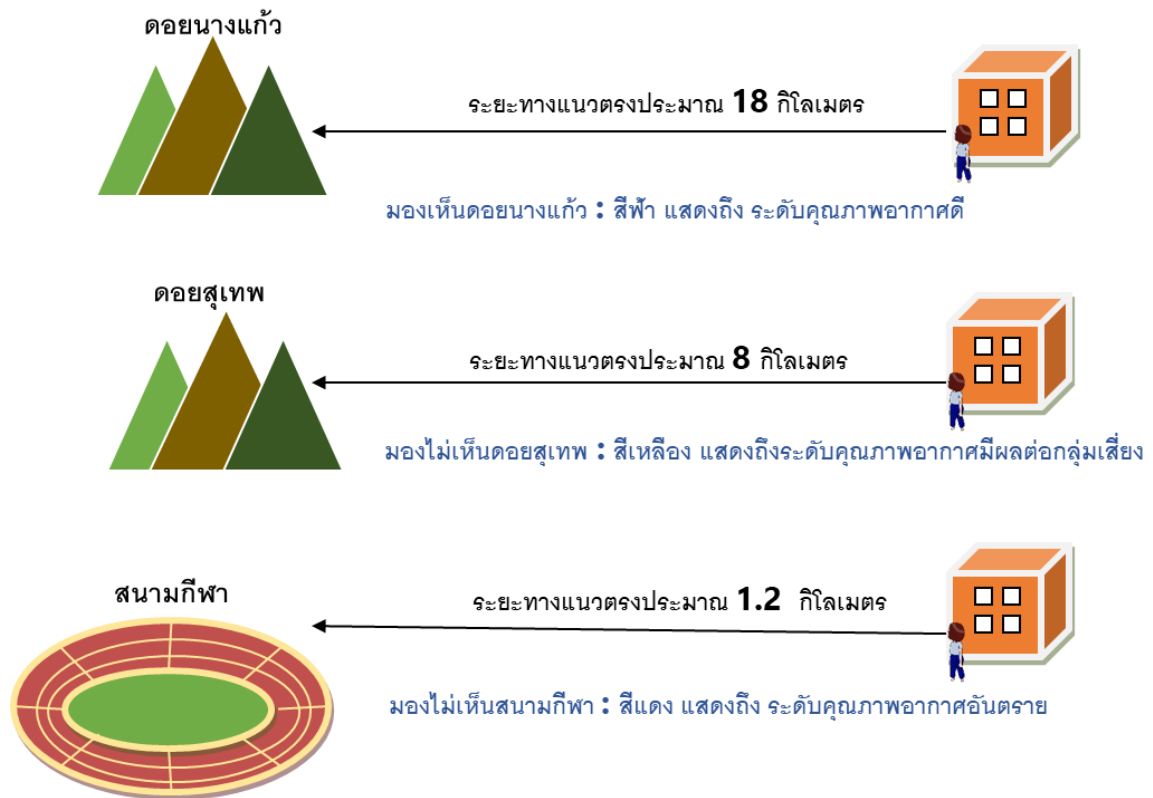 ดอยนางแก้ว
ระยะทางแนวตรงประมาณ 18 กิโลเมตร
มองเห็นดอยนางแก้ว : สีฟ้า แสดงถึง ระดับคุณภาพอากาศดี
ดอยสุเทพ
ระยะทางแนวตรงประมาณ 8 กิโลเมตร
มองไม่เห็นดอยสุเทพ : สีเหลือง แสดงถึงระดับคุณภาพอากาศมีผลต่อกลุ่มเสี่ยง
สนามกีฬา
ระยะทางแนวตรงประมาณ 1.2 กิโลเมตร
มองไม่เห็นสนามกีฬา : สีแดง แสดงถึง ระดับคุณภาพอากาศอันตราย